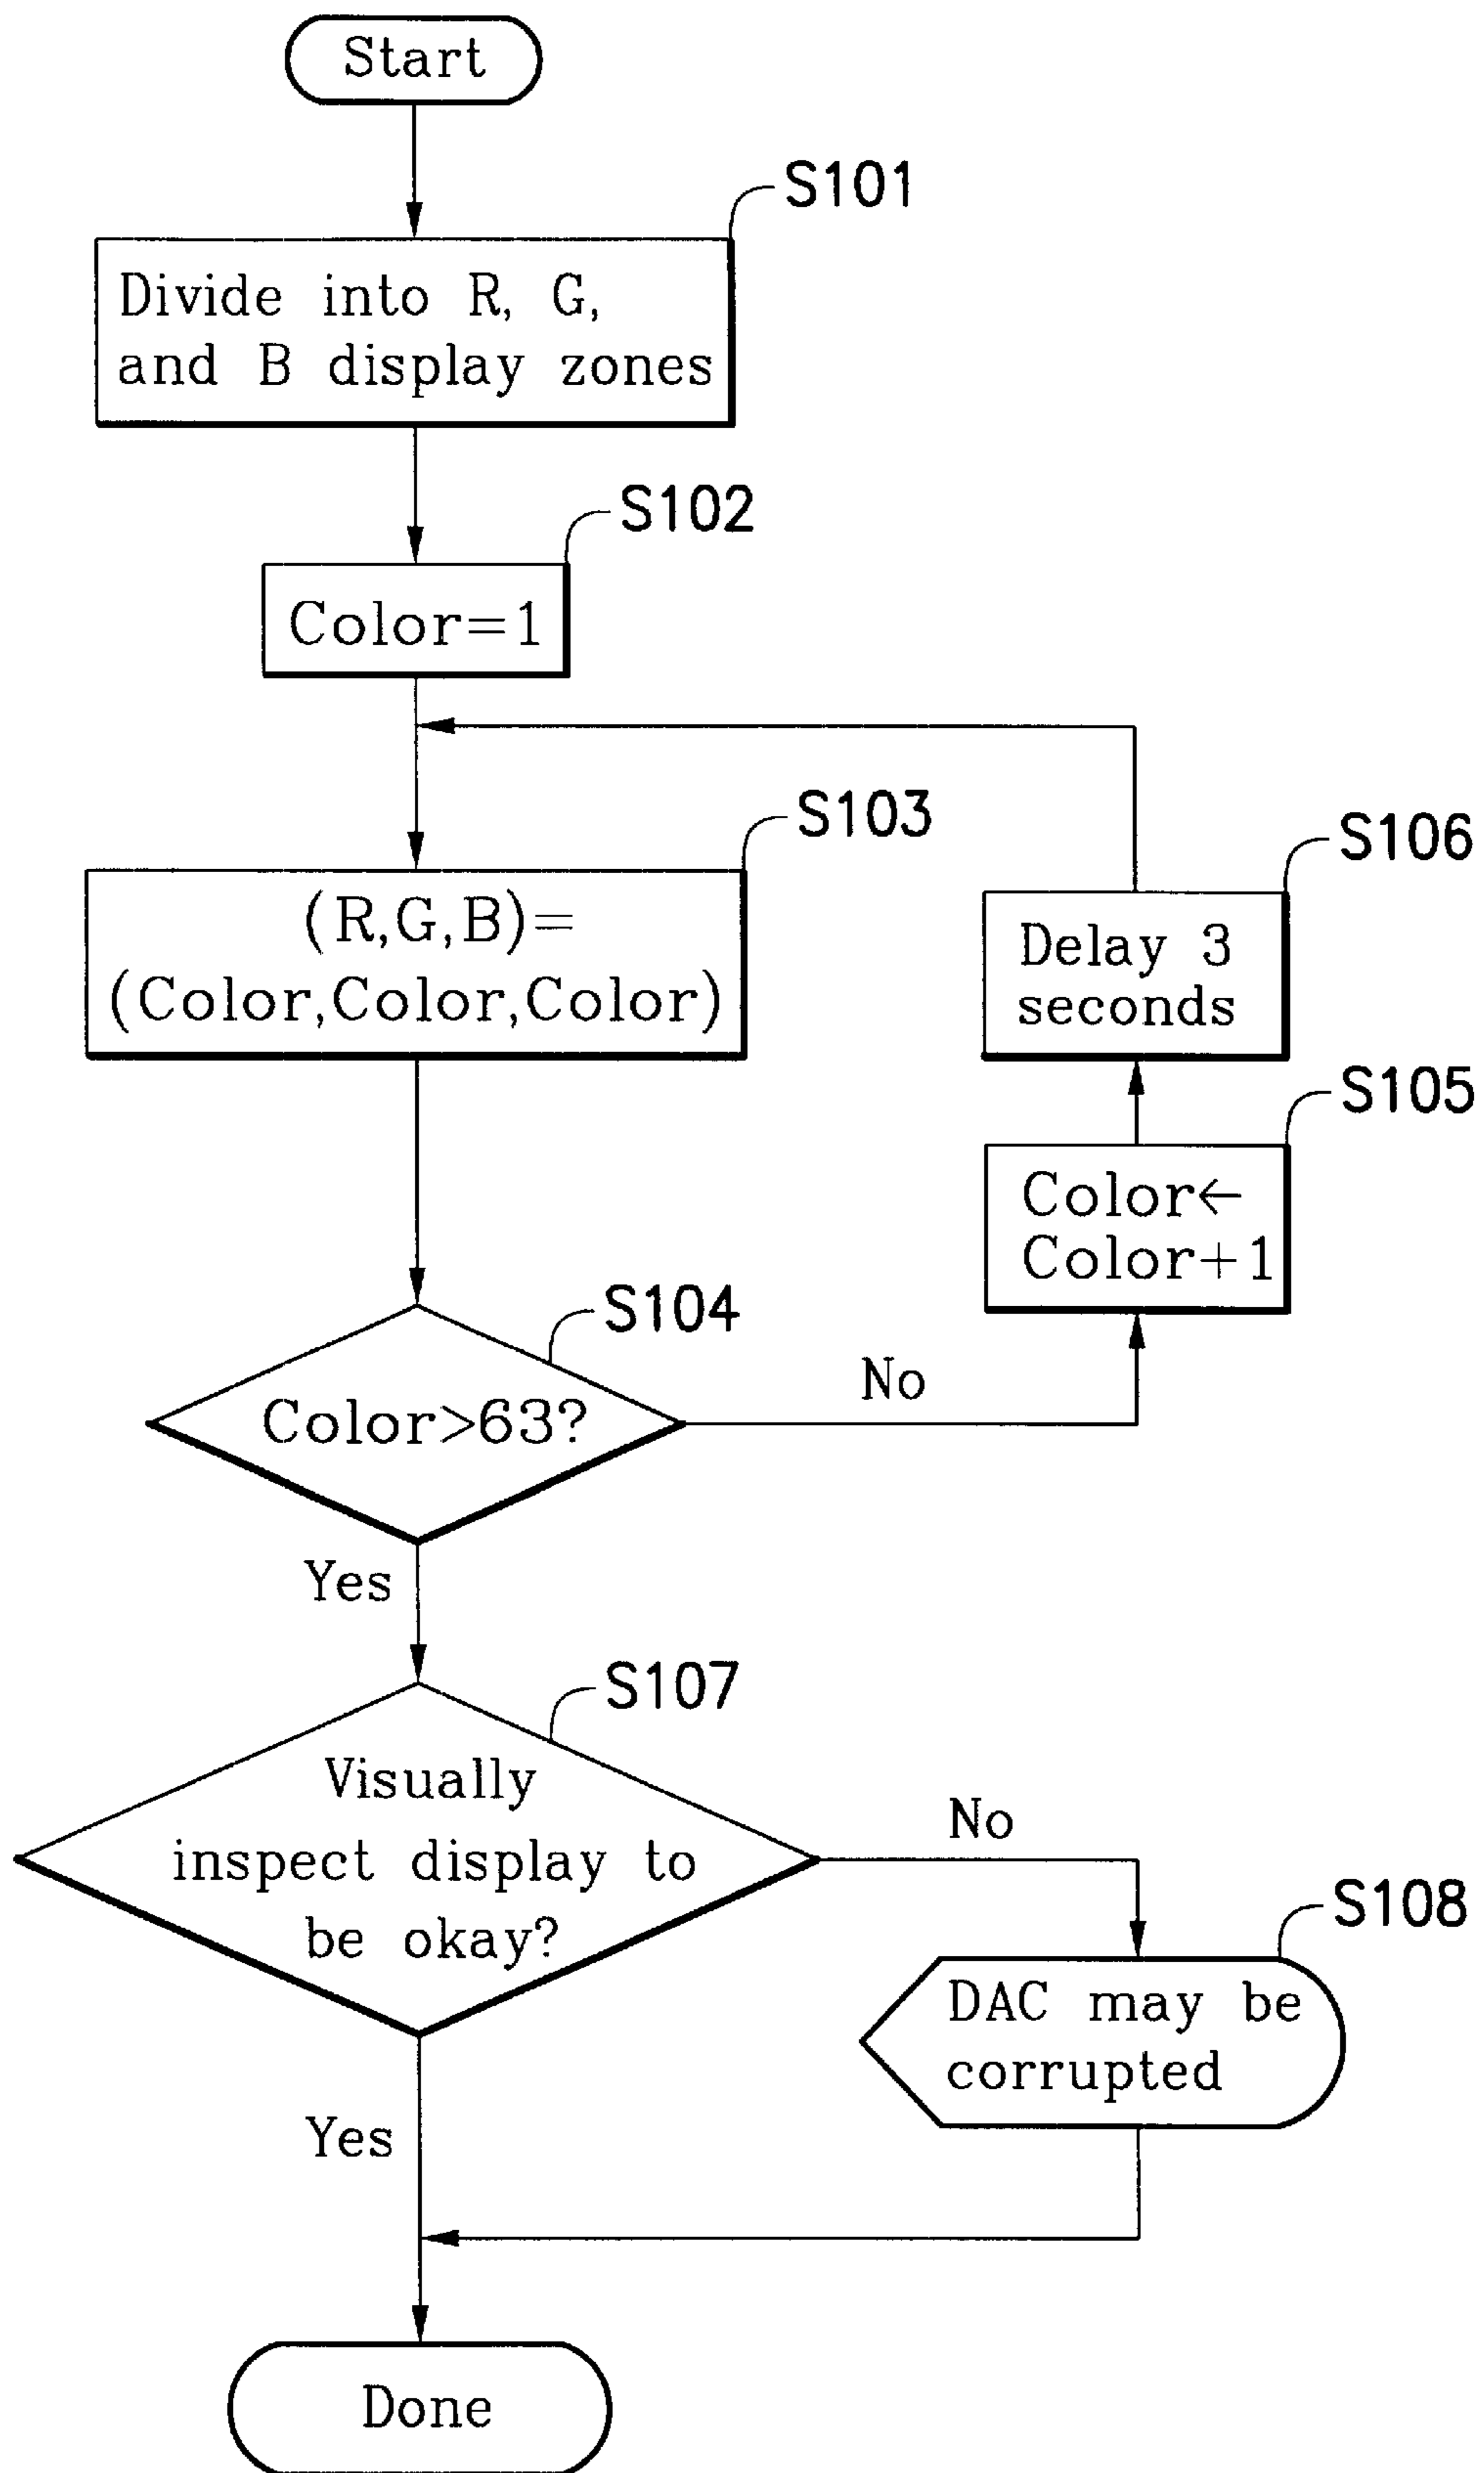 Start
S101
Divide into R, G,
and B display zones
S102
Color=1
S103
(R,G,B)=
(Color,Color,Color)
S106
Delay 3
seconds
S105
Color←
Color+1
S104
Color>63?
No
Yes
S107
Visually
inspect display to
be okay?
No
S108
DAC may be
corrupted
Yes
Done